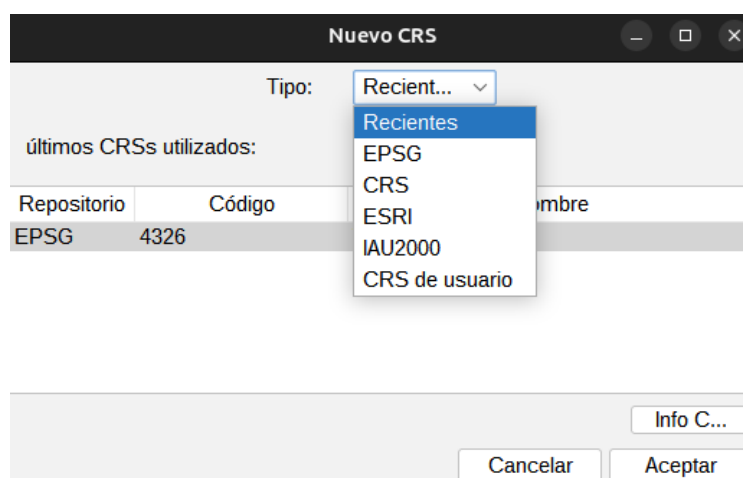 Nuevo CRS
Tipo: Recient...
Recientes
EPSG
CRS
ESRI
IAU2000
CRS de usuario
últimos CRSs utilizados:
Repositorio Código ombre
EPSG 4326
Info C...
Cancelar Aceptar